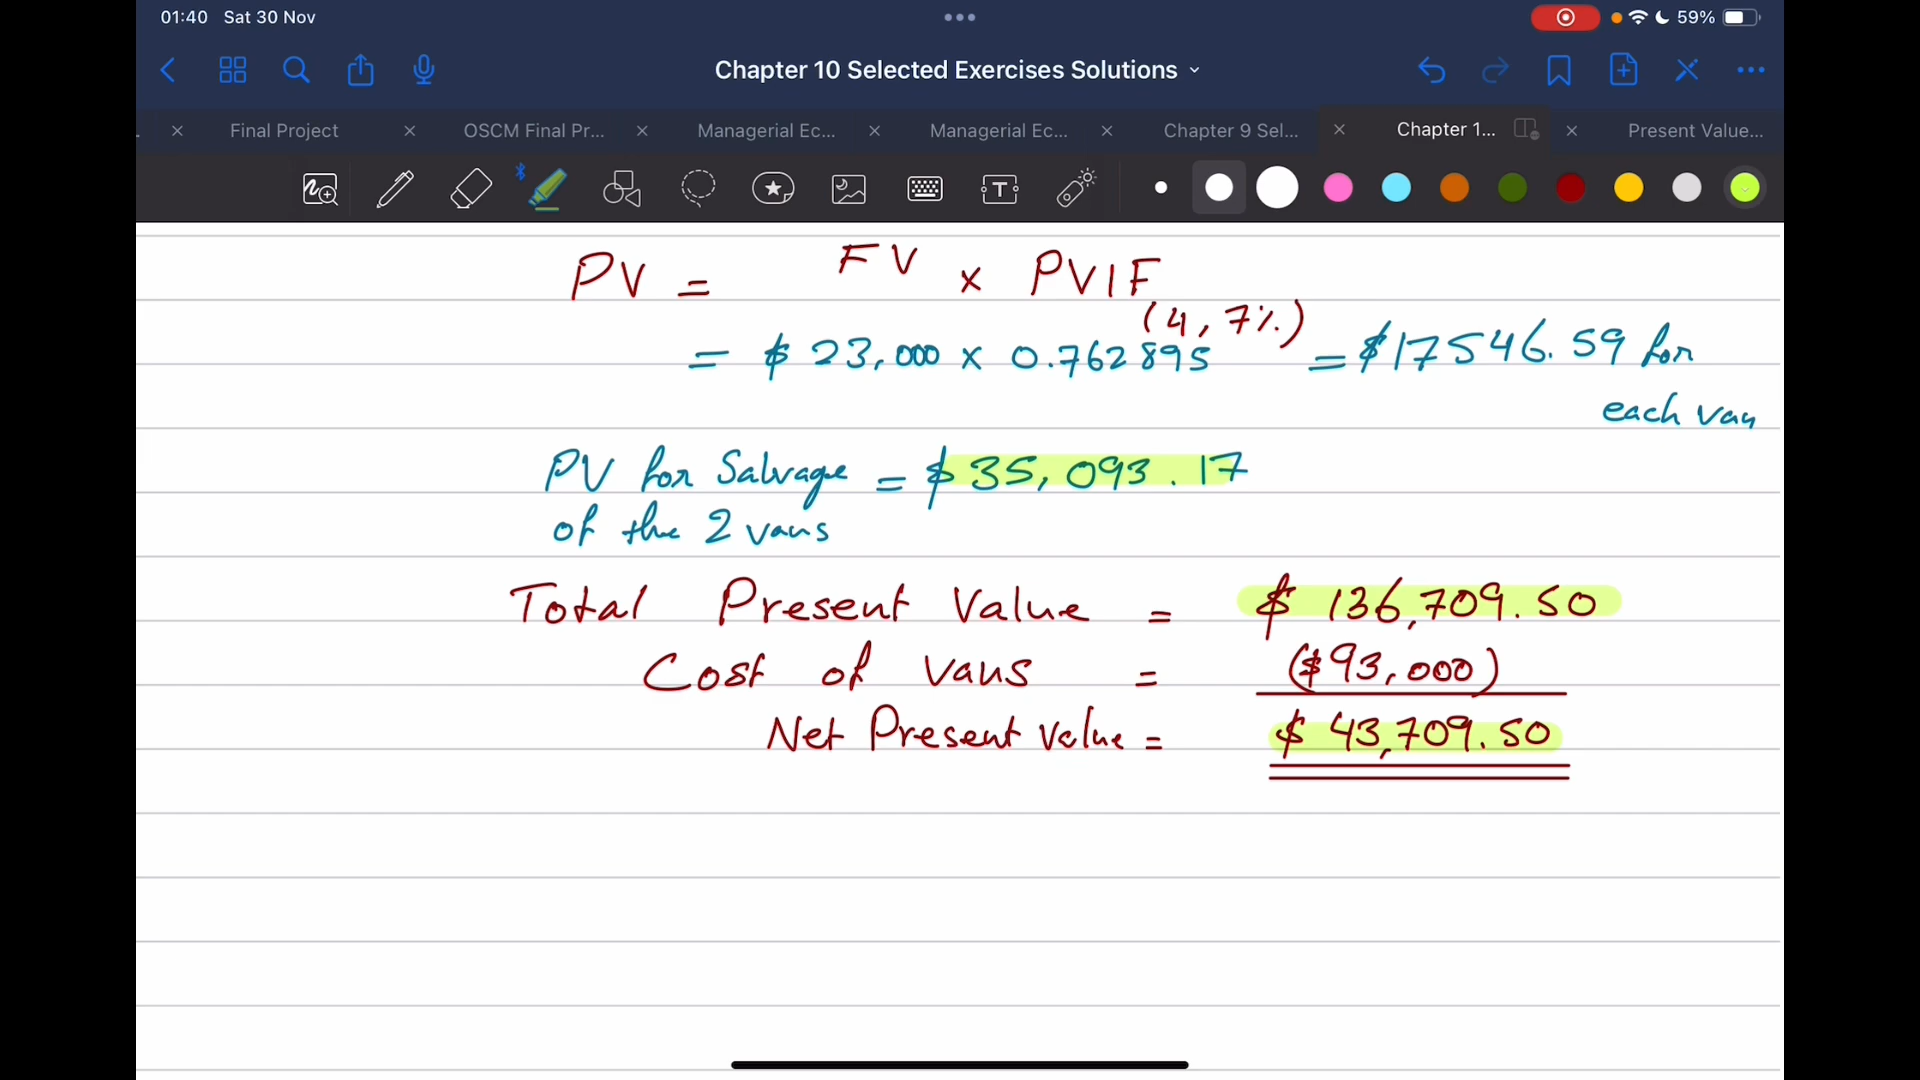 01:40 Sat 30 Nov
59%
Chapter 10 Selected Exercises Solutions
Final Project
OSCM Final Pr...
Managerial Ec...
Managerial Ec...
Chapter 9 Sel...
Chapter 1...
Present Value...
PV = FV x PVIF
(4, 7%)
= $ 23,000 x 0.762895 = $17546.59 for
each van
PV for Salvage = $35,093.17
of the 2 vans
Total Present Value = $ 136,709.50
Cost of vans = ($93,000)
Net Present Value = $ 43,709.50